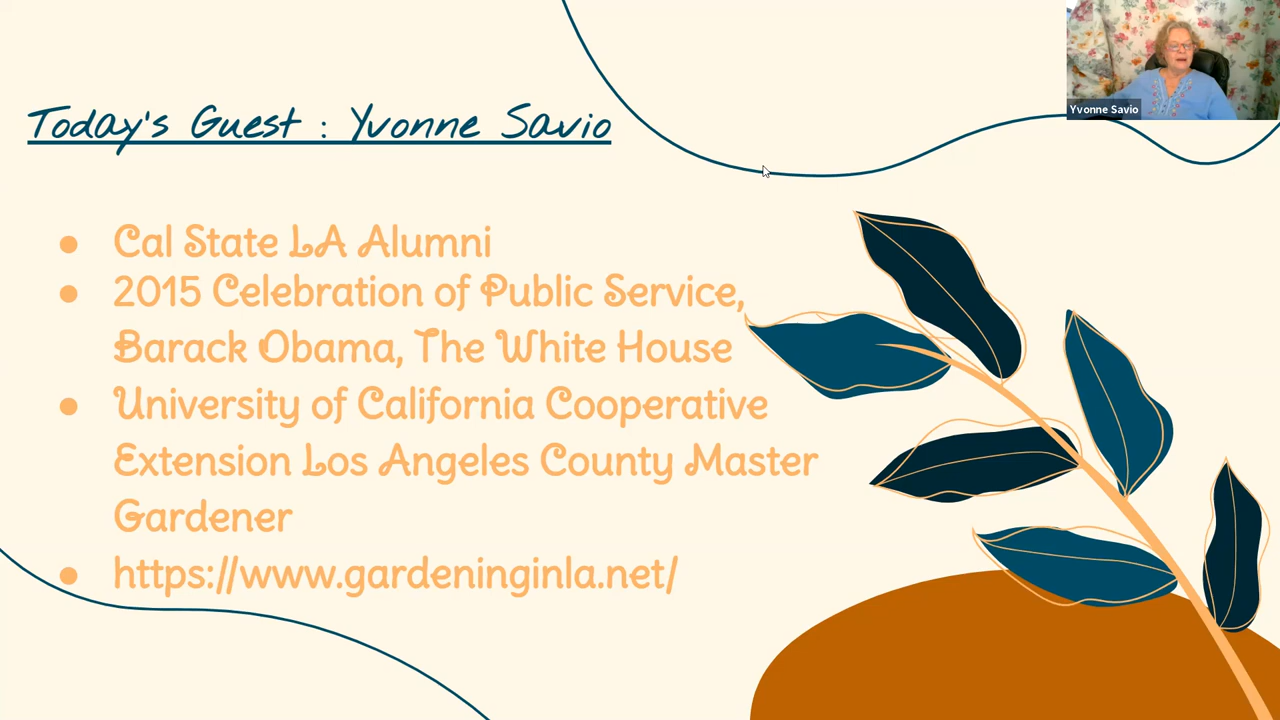 Yvonne Savio
Today's Guest : Yvonne Savio
● Cal State LA Alumni
● 2015 Celebration of Public Service,
Barack Obama, The White House
● University of California Cooperative
Extension Los Angeles County Master
Gardener
● https://www.gardeninginla.net/